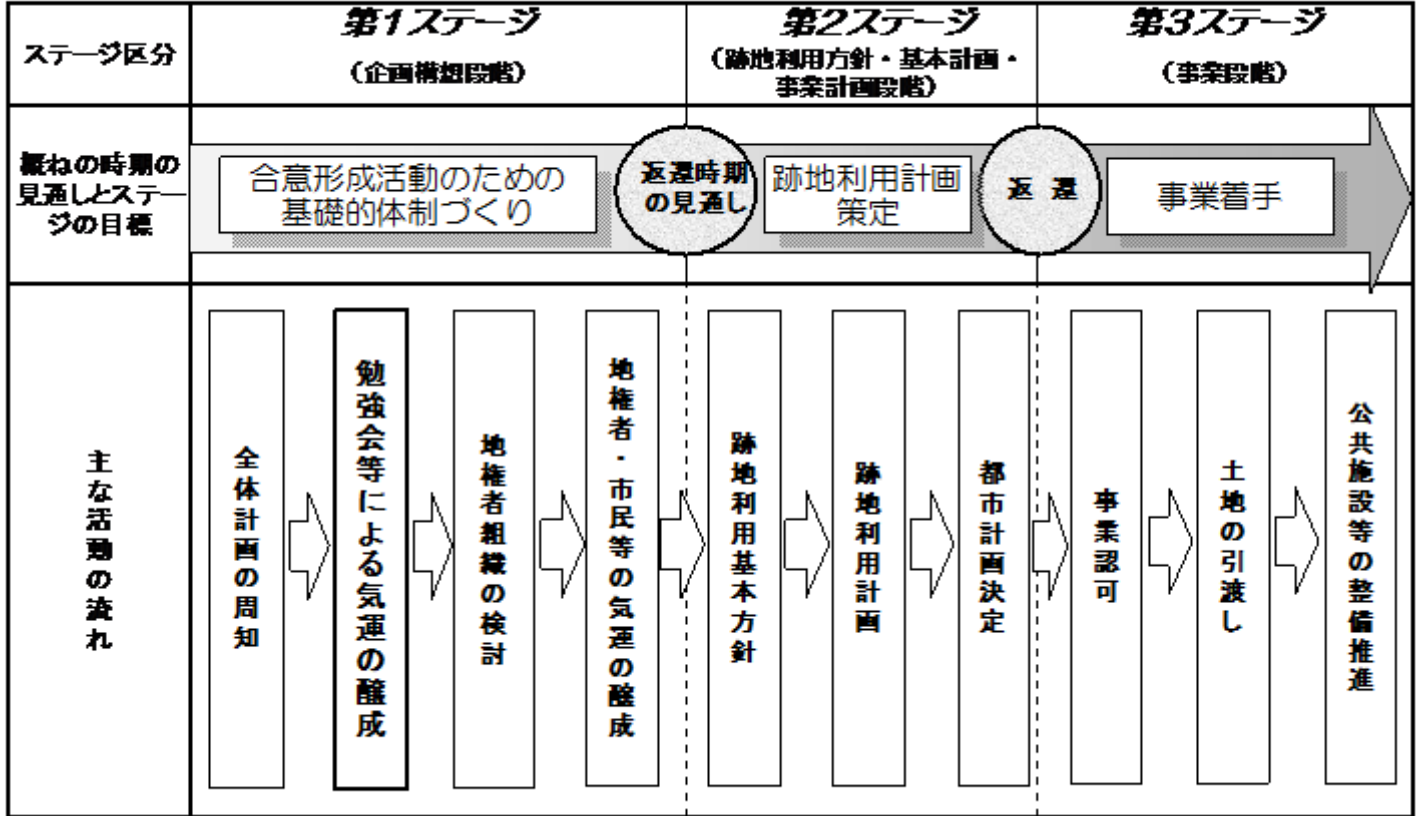 ステージ区分
第1ステージ
(企画構想段階)
第2ステージ
(跡地利用方針・基本計画・
事業計画段階)
第3ステージ
(事業段階)
概ねの時期の
見通しとステー
ジの目標
合意形成活動のための
基礎的体制づくり
返還時期
の見通し
跡地利用計画
策定
返 還
事業着手
主な活動の流れ
全体計画の周知
勉強会等による気運の醸成
地権者組織の検討
地権者・市民等の気運の醸成
跡地利用基本方針
跡地利用計画
都市計画決定
事業認可
土地の引渡し
公共施設等の整備推進